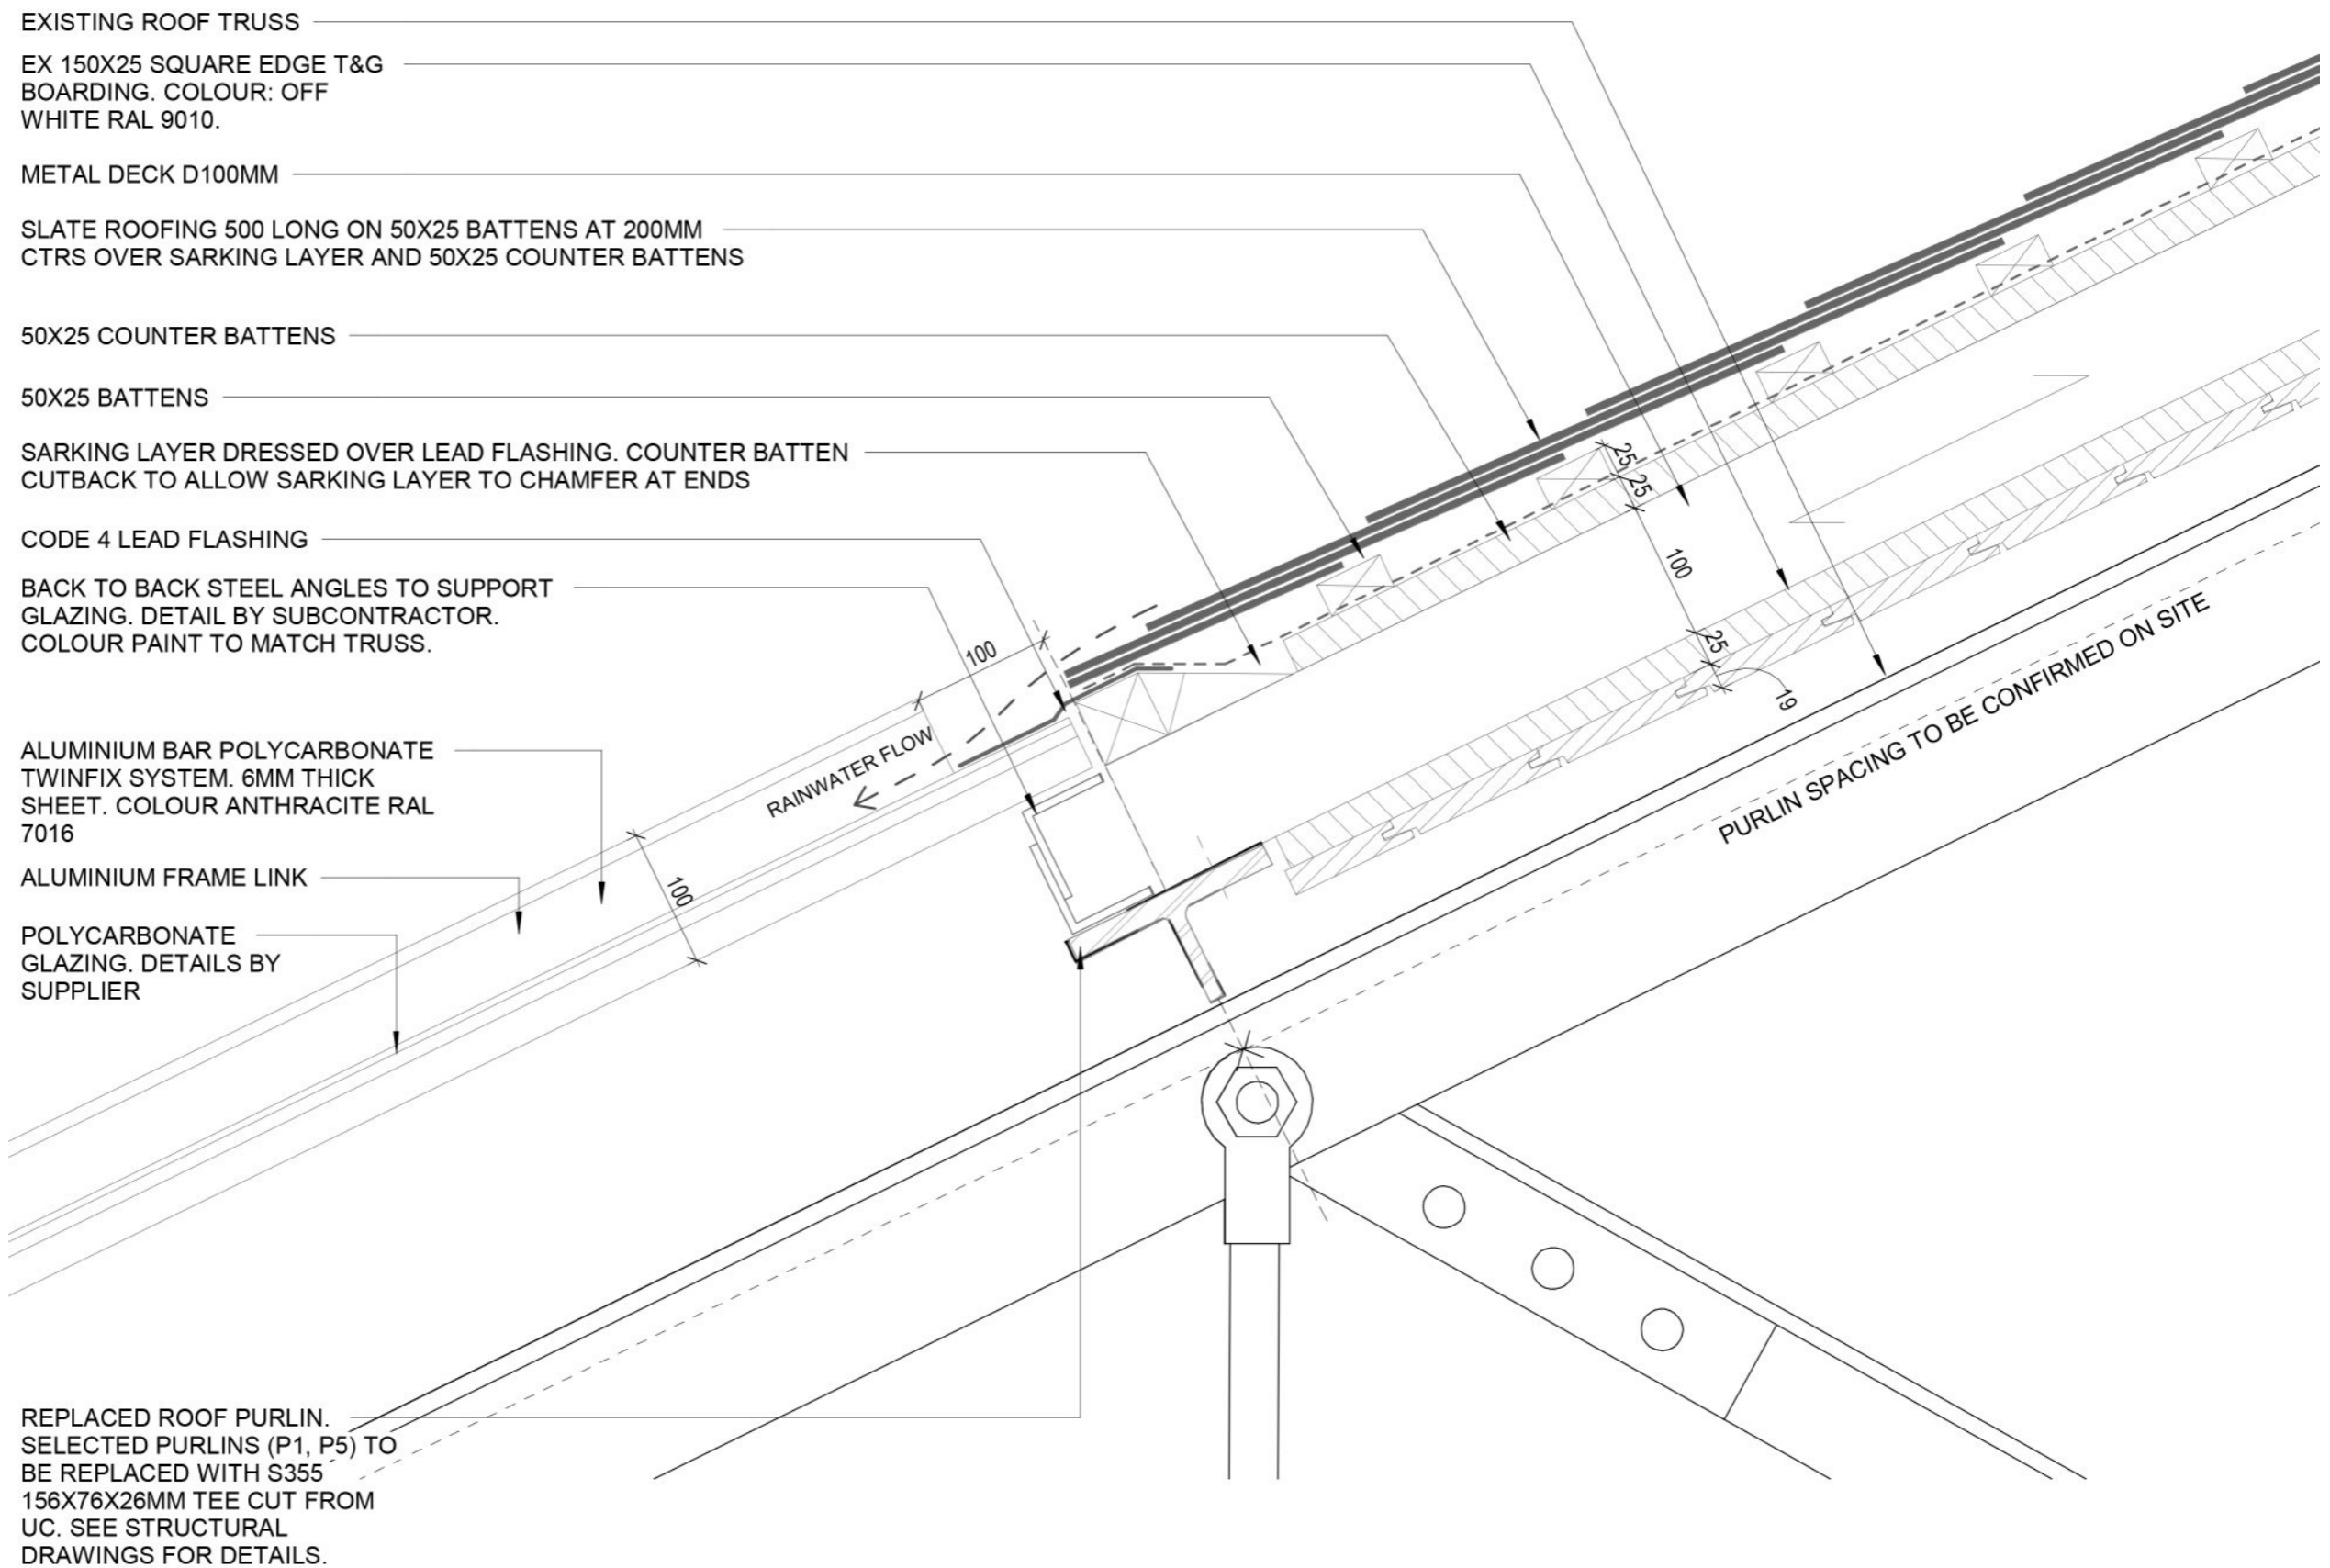 EXISTING ROOF TRUSS
EX 150X25 SQUARE EDGE T&G
BOARDING. COLOUR: OFF
WHITE RAL 9010.
METAL DECK D100MM
SLATE ROOFING 500 LONG ON 50X25 BATTENS AT 200MM
CTRS OVER SARKING LAYER AND 50X25 COUNTER BATTENS
50X25 COUNTER BATTENS
50X25 BATTENS
SARKING LAYER DRESSED OVER LEAD FLASHING. COUNTER BATTEN
CUTBACK TO ALLOW SARKING LAYER TO CHAMFER AT ENDS
CODE 4 LEAD FLASHING
BACK TO BACK STEEL ANGLES TO SUPPORT
GLAZING. DETAIL BY SUBCONTRACTOR.
COLOUR PAINT TO MATCH TRUSS.
ALUMINIUM BAR POLYCARBONATE
TWINFIX SYSTEM. 6MM THICK
SHEET. COLOUR ANTHRACITE RAL
7016
ALUMINIUM FRAME LINK
POLYCARBONATE
GLAZING. DETAILS BY
SUPPLIER
REPLACED ROOF PURLIN.
SELECTED PURLINS (P1, P5) TO
BE REPLACED WITH S355
156X76X26MM TEE CUT FROM
UC. SEE STRUCTURAL
DRAWINGS FOR DETAILS.
100
RAINWATER FLOW
100
25
25
100
25
19
PURLIN SPACING TO BE CONFIRMED ON SITE